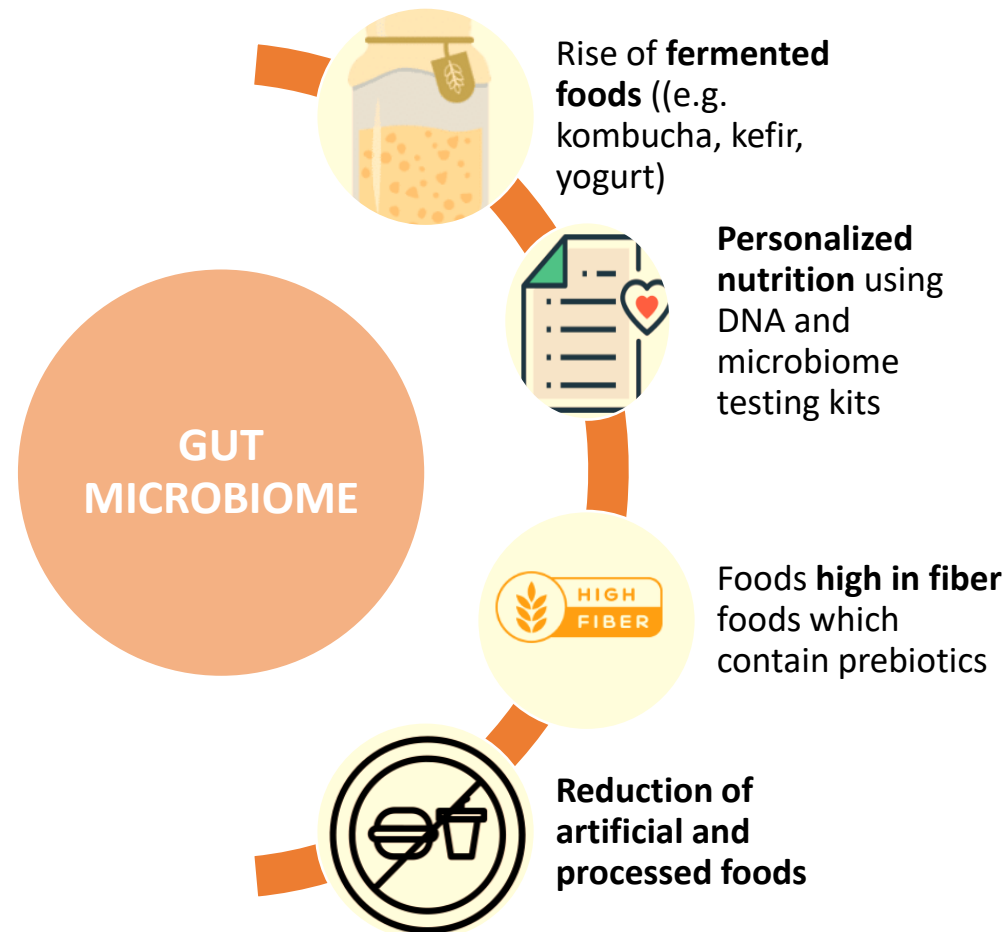 Rise of fermented
foods ((e.g.
kombucha, kefir,
yogurt)
Personalized
nutrition using
DNA and
microbiome
testing kits
GUT
MICROBIOME
HIGH
FIBER
Foods high in fiber
foods which
contain prebiotics
Reduction of
artificial and
processed foods